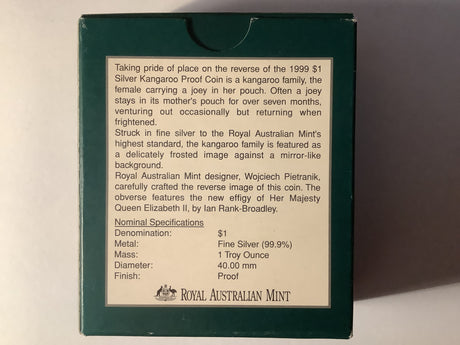 Taking pride of place on the reverse of the 1999 $1
Silver Kangaroo Proof Coin is a kangaroo family, the
female carrying a joey in her pouch. Often a joey
stays in its mother's pouch for over seven months,
venturing out occasionally but returning when
frightened.
Struck in fine silver to the Royal Australian Mint's
highest standard, the kangaroo family is featured as
a delicately frosted image against a mirror-like
background.
Royal Australian Mint designer, Wojciech Pietranik,
carefully crafted the reverse image of this coin. The
obverse features the new effigy of Her Majesty
Queen Elizabeth II, by Ian Rank-Broadley.
Nominal Specifications
Denomination: $1
Metal: Fine Silver (99.9%)
Mass: 1 Troy Ounce
Diameter: 40.00 mm
Finish: Proof
ROYAL AUSTRALIAN MINT